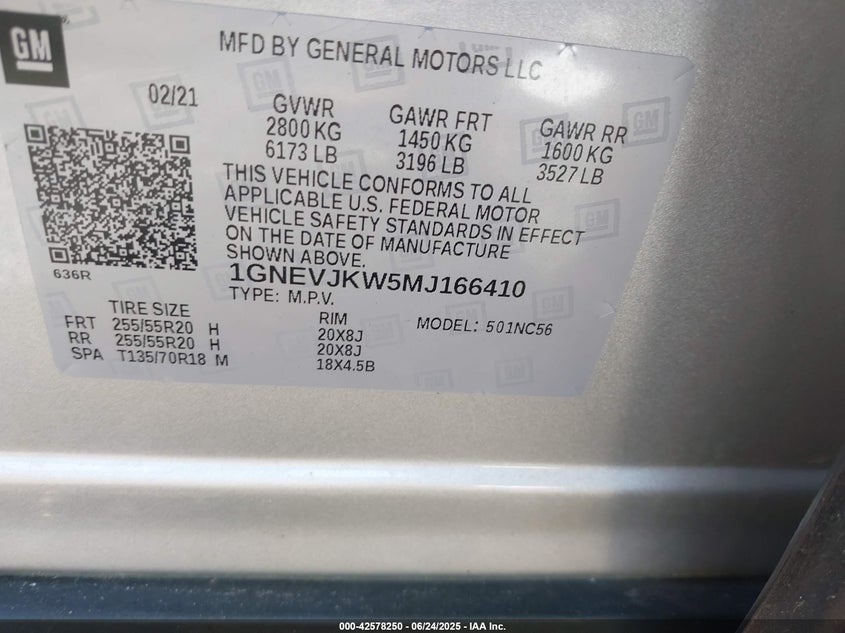 GM
MFD BY GENERAL MOTORS LLC
02/21
GVWR
2800 KG
6173 LB
GAWR FRT
1450 KG
3196 LB
GAWR RR
1600 KG
3527 LB
THIS VEHICLE CONFORMS TO ALL
APPLICABLE U.S. FEDERAL MOTOR
VEHICLE SAFETY STANDARDS IN EFFECT
ON THE DATE OF MANUFACTURE
SHOWN ABOVE.
636R
1GNEVJKW5MJ166410
TYPE: M.P.V.
MODEL: 501NC56
TIRE SIZE RIM
FRT 255/55R20 H 20X8J
RR 255/55R20 H 20X8J
SPA T135/70R18 M 18X4.5B
000-42578250 | 06/24/2025 - IAA Inc.